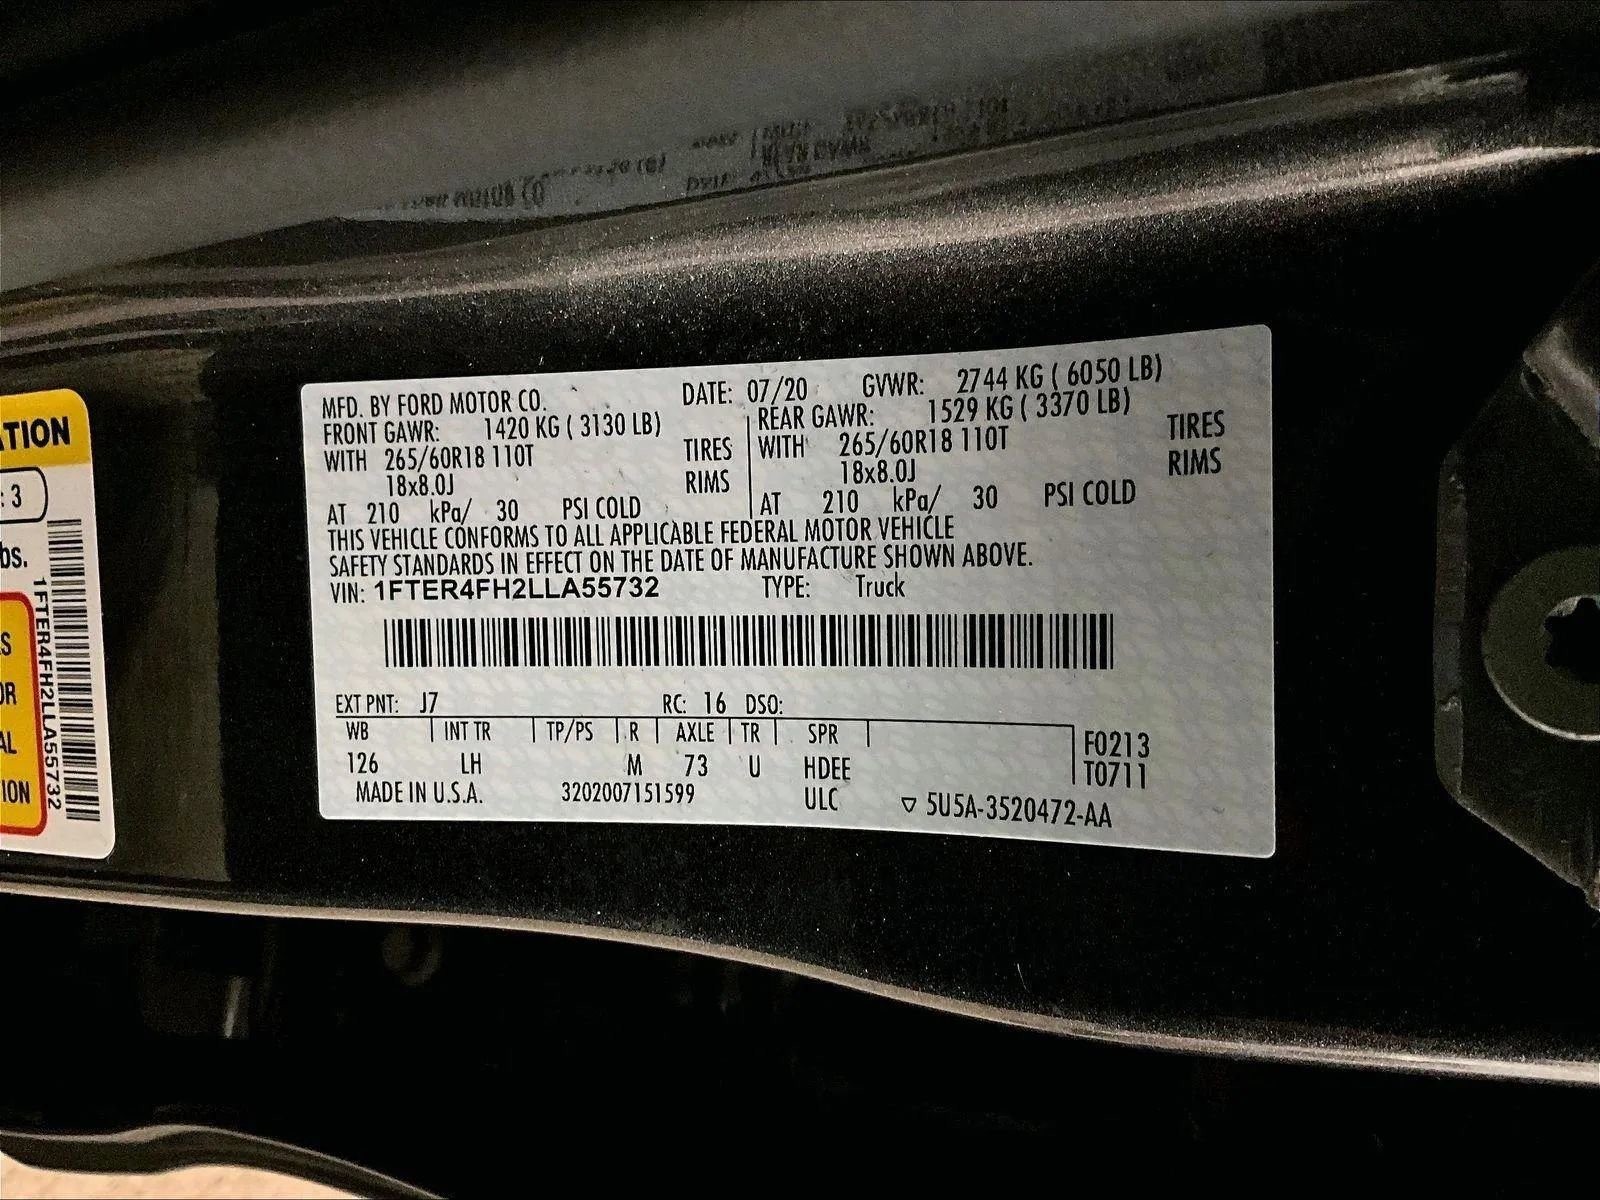 MFD. BY FORD MOTOR CO. DATE: 07/20 GVWR: 2744 KG ( 6050 LB)
FRONT GAWR: 1420 KG ( 3130 LB) REAR GAWR: 1529 KG ( 3370 LB)
WITH 265/60R18 110T TIRES WITH 265/60R18 110T TIRES
18x8.0J RIMS 18x8.0J RIMS
AT 210 kPa/ 30 PSI COLD AT 210 kPa/ 30 PSI COLD
THIS VEHICLE CONFORMS TO ALL APPLICABLE FEDERAL MOTOR VEHICLE
SAFETY STANDARDS IN EFFECT ON THE DATE OF MANUFACTURE SHOWN ABOVE.
VIN: 1FTER4FH2LLA55732 TYPE: Truck
EXT PNT: J7 RC: 16 DSO:
WB INT TR TP/PS R AXLE TR SPR
126 LH M 73 U HDEE
F0213
T0711
MADE IN U.S.A. 3202007151599 ULC ▽ 5U5A-3520472-AA
TION
: 3
bs.
S
OR
AL
ION
1FTER4FH2LLA55732